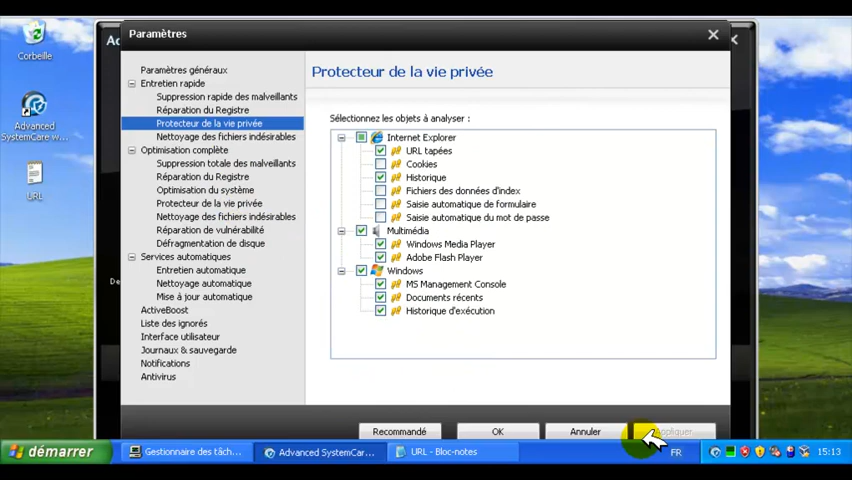 Corbeille
Advanced
SystemCare w...
URL
Paramètres
Paramètres généraux
Entretien rapide
Suppression rapide des malveillants
Réparation du Registre
Protecteur de la vie privée
Nettoyage des fichiers indésirables
Optimisation complète
Suppression totale des malveillants
Réparation du Registre
Optimisation du système
Protecteur de la vie privée
Nettoyage des fichiers indésirables
Réparation de vulnérabilité
Défragmentation de disque
Services automatiques
Entretien automatique
Nettoyage automatique
Mise à jour automatique
ActiveBoost
Liste des ignorés
Interface utilisateur
Journaux & sauvegarde
Notifications
Antivirus
Protecteur de la vie privée
Sélectionnez les objets à analyser :
Internet Explorer
URL tapées
Cookies
Historique
Fichiers des données d'index
Saisie automatique de formulaire
Saisie automatique du mot de passe
Multimédia
Windows Media Player
Adobe Flash Player
Windows
MS Management Console
Documents récents
Historique d'exécution
Recommandé
OK
Annuler
Appliquer
démarrer
Gestionnaire des tâch...
Advanced SystemCare...
URL - Bloc-notes
FR
15:13